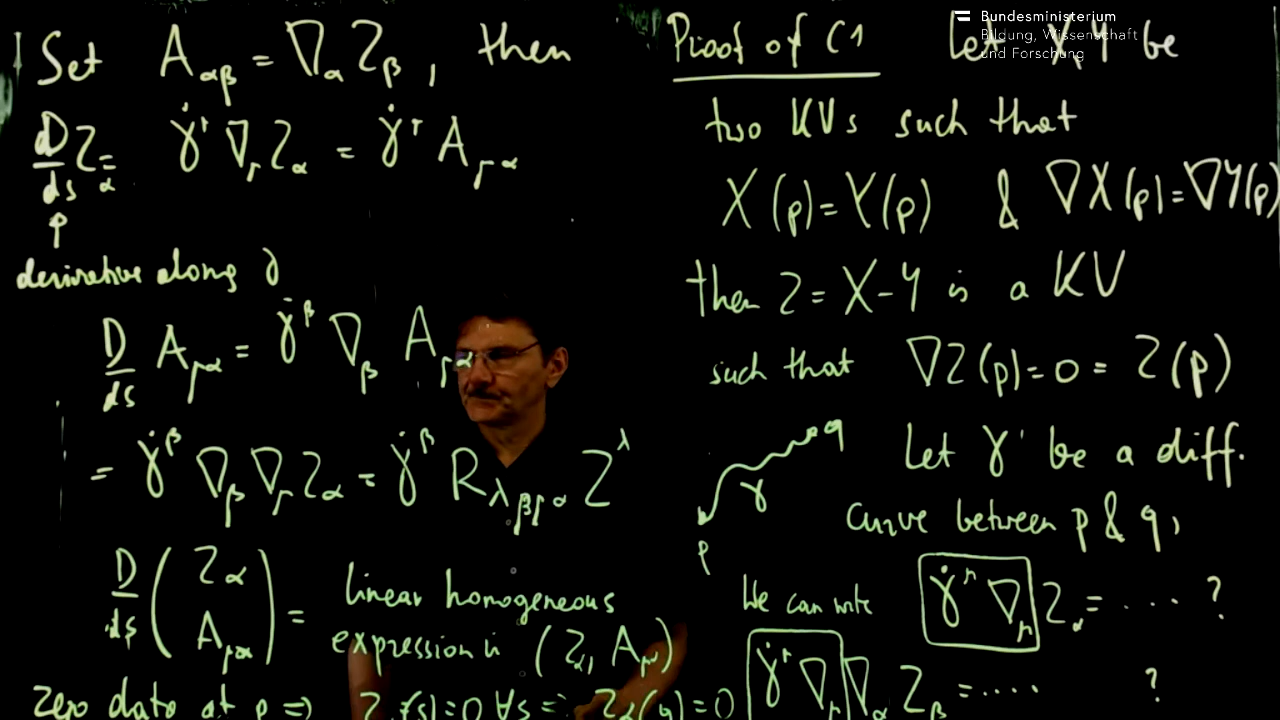 Set A_αβ = ∇_α Z_β , then
D/ds Z_α = γ̇^μ ∇_μ Z_α = γ̇^μ A_μα
↑
derivative along γ
D/ds A_μα = γ̇^β ∇_β A_μα
= γ̇^β ∇_β ∇_μ Z_α = γ̇^β R_λβμα Z^λ
D/ds ( Z_α A_μα ) = linear homogeneous
expression in (Z_α, A_μν)
zero data at p ⇒ Z_α(s)=0 ∀s ⇒ Z_α(q)=0
Proof of C1 Let X, Y be
two KVs such that
X(p) = Y(p) & ∇X(p) = ∇Y(p)
then Z = X-Y is a KV
such that ∇Z(p) = 0 = Z(p)
q
γ
p
Let γ be a diff.
curve between p & q,
We can write γ̇^μ ∇_μ Z_α = .... ?
γ̇^μ ∇_μ ∇_α Z_β = .... ?
Bundesministerium
Bildung, Wissenschaft
und Forschung